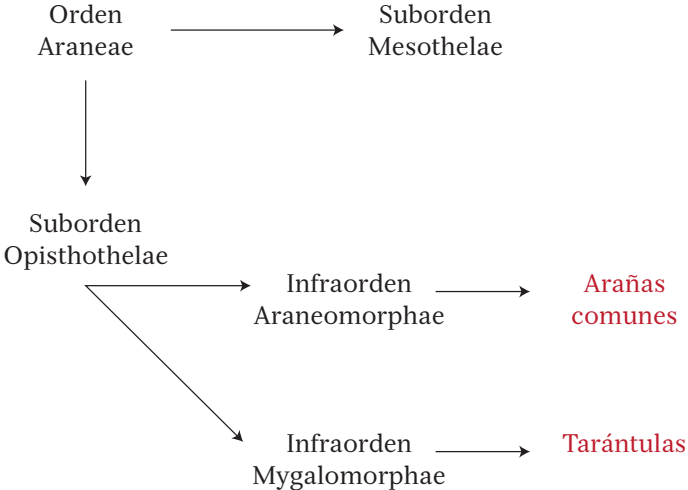 Orden
Araneae
Suborden
Mesothelae
Suborden
Opisthothelae
Infraorden
Araneomorphae
Arañas
comunes
Infraorden
Mygalomorphae
Tarántulas